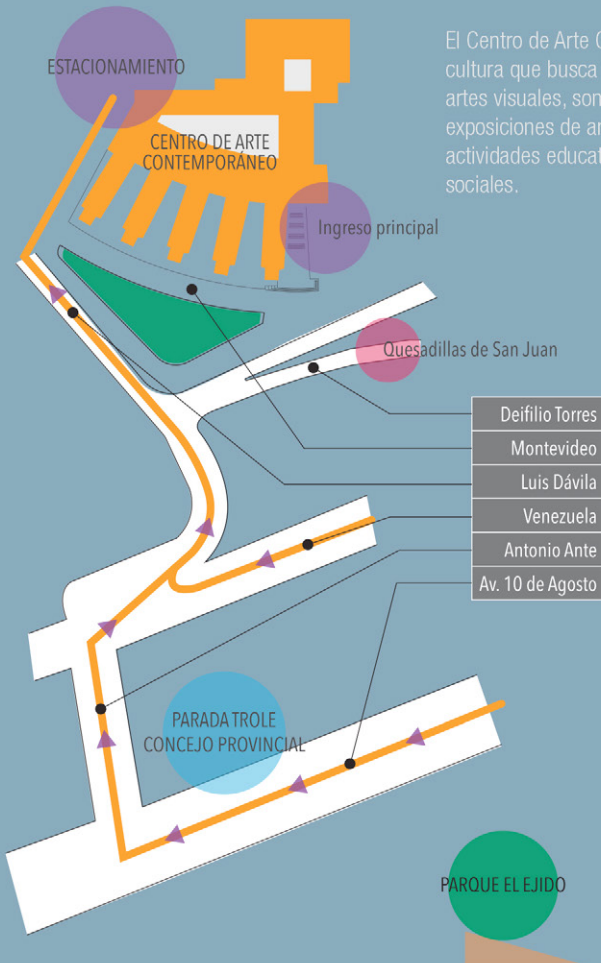 El Centro de Arte
cultura que busca
artes visuales, son
exposiciones de
actividades
sociales.
ESTACIONAMIENTO
CENTRO DE ARTE
CONTEMPORÁNEO
Ingreso principal
Quesadillas de San Juan
Deifilio Torres
Montevideo
Luis Dávila
Venezuela
Antonio Ante
Av. 10 de Agosto
PARADA TROLE
CONCEJO PROVINCIAL
PARQUE EL EJIDO